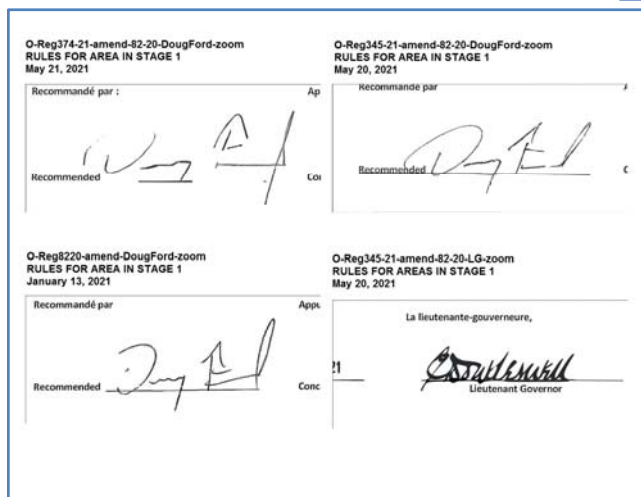 O-Reg374-21-amend-82-20-DougFord-zoom
RULES FOR AREA IN STAGE 1
May 21, 2021
Recommandé par : Ap
Recommended Coi
O-Reg345-21-amend-82-20-DougFord-zoom
RULES FOR AREA IN STAGE 1
May 20, 2021
Recommandé par
Recommended
O-Reg8220-amend-DougFord-zoom
RULES FOR AREA IN STAGE 1
January 13, 2021
Recommandé par Appu
Recommended Conc
O-Reg345-21-amend-82-20-LG-zoom
RULES FOR AREAS IN STAGE 1
May 20, 2021
La lieutenante-gouverneure,
21
Lieutenant Governor